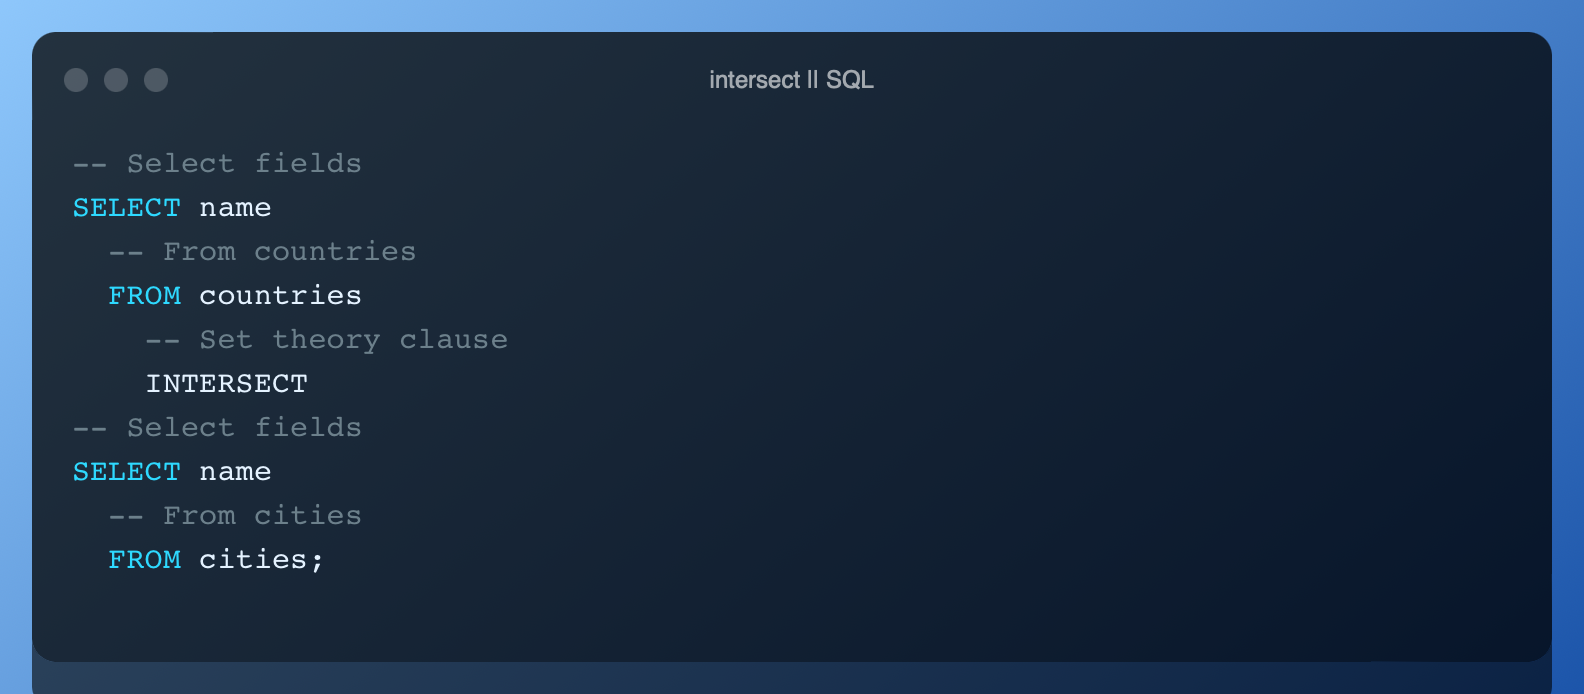 intersect || SQL
-- Select fields
SELECT name
  -- From countries
  FROM countries
    -- Set theory clause
    INTERSECT
-- Select fields
SELECT name
  -- From cities
  FROM cities;